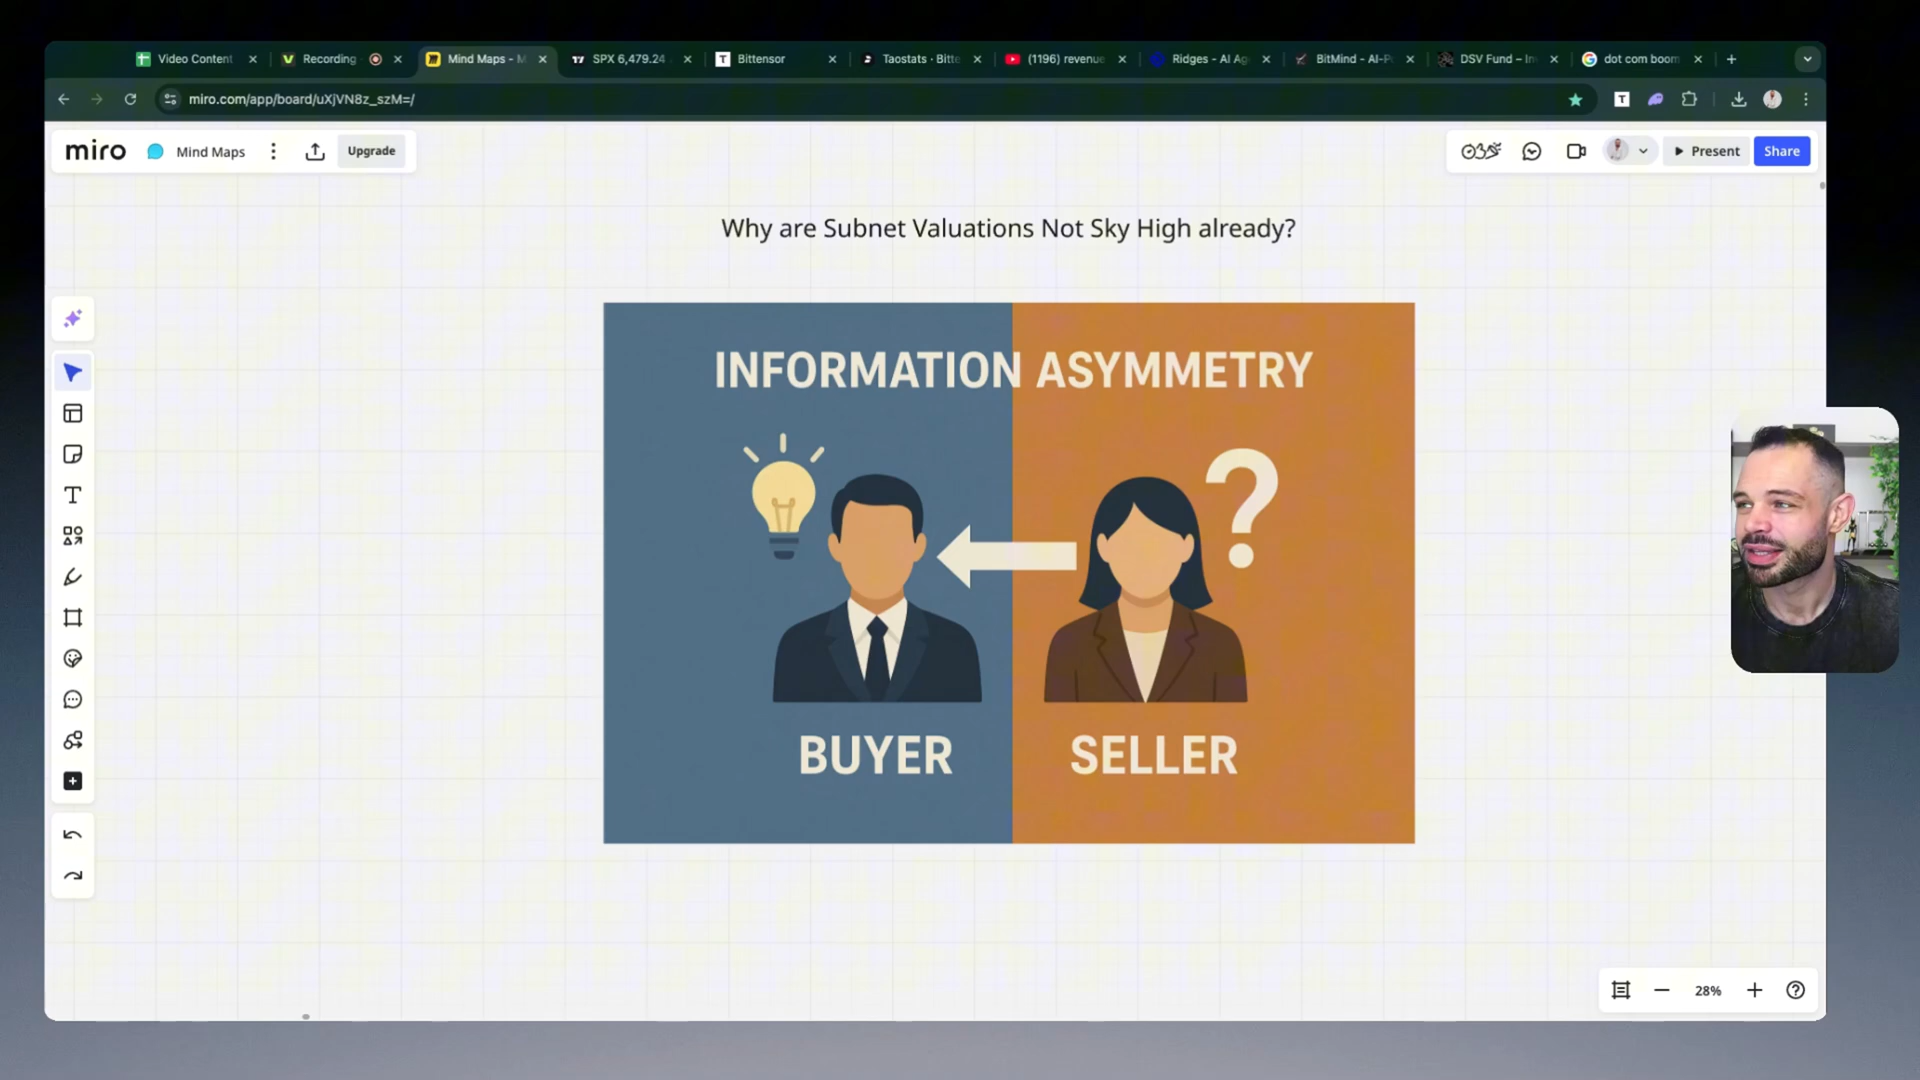 Video Content
Recording
Mind Maps - M
SPX 6,479.24
Bittensor
Taostats · Bitte
(1196) revenue
Ridges - AI Ag
BitMind - AI-P
DSV Fund – In
dot com boom
miro.com/app/board/uXjVN8z_szM=/
miro
Mind Maps
Upgrade
Present
Share
Why are Subnet Valuations Not Sky High already?
INFORMATION ASYMMETRY
?
BUYER
SELLER
28%